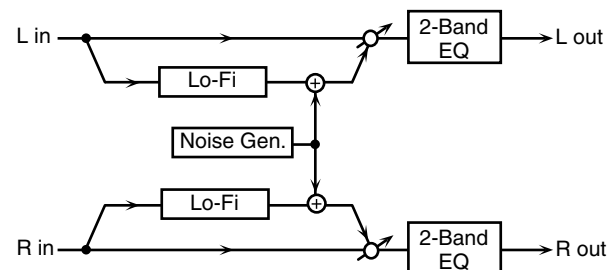 L in
2-Band
EQ
L out
Lo-Fi
+
Noise Gen.
Lo-Fi
+
R in
2-Band
EQ
R out